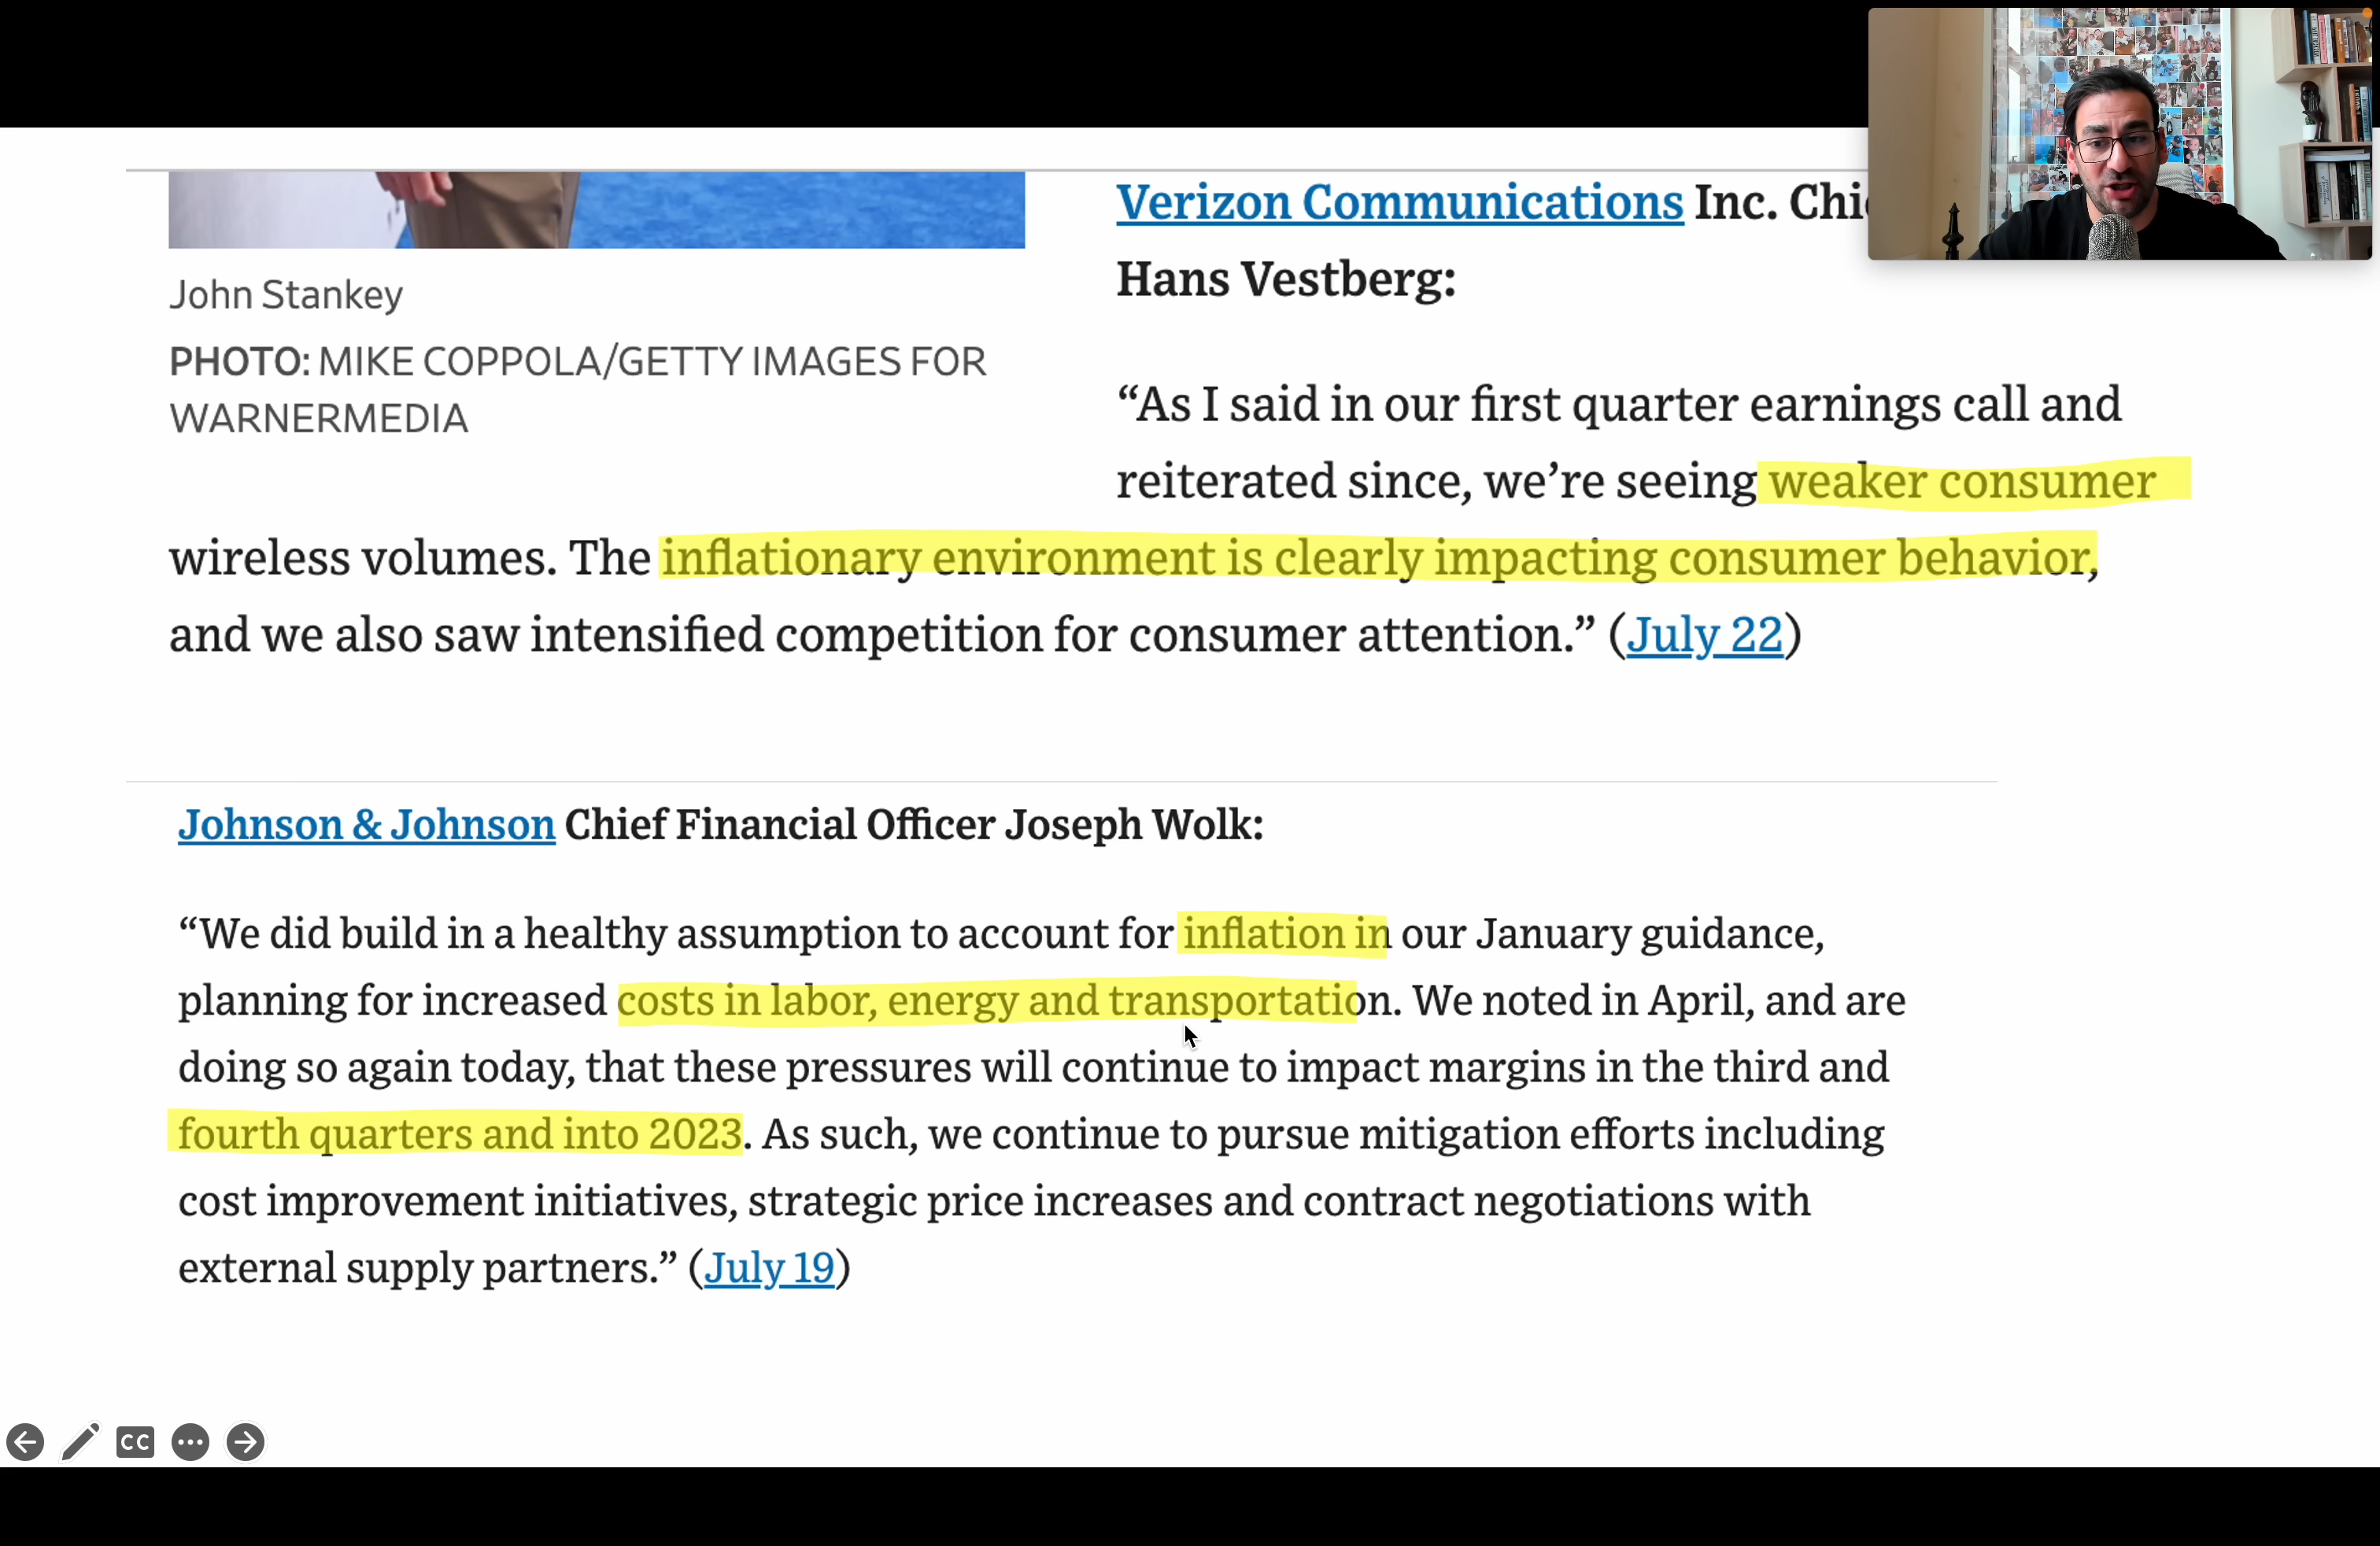 Verizon Communications Inc. Chi
Hans Vestberg:
John Stankey
PHOTO: MIKE COPPOLA/GETTY IMAGES FOR
WARNERMEDIA
“As I said in our first quarter earnings call and
reiterated since, we’re seeing weaker consumer
wireless volumes. The inflationary environment is clearly impacting consumer behavior,
and we also saw intensified competition for consumer attention.” (July 22)
Johnson & Johnson Chief Financial Officer Joseph Wolk:
“We did build in a healthy assumption to account for inflation in our January guidance,
planning for increased costs in labor, energy and transportation. We noted in April, and are
doing so again today, that these pressures will continue to impact margins in the third and
fourth quarters and into 2023. As such, we continue to pursue mitigation efforts including
cost improvement initiatives, strategic price increases and contract negotiations with
external supply partners.” (July 19)
CC